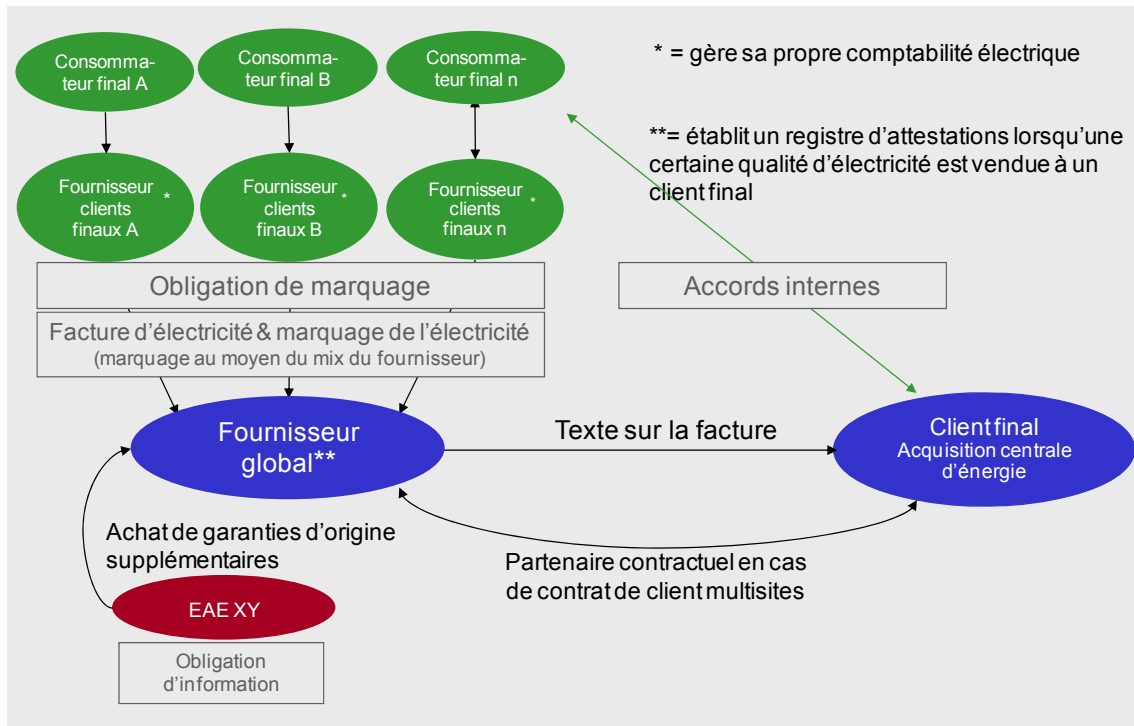 Consomma-
teur final A
Consomma-
teur final B
Consomma-
teur final n
* = gère sa propre comptabilité électrique
**= établit un registre d'attestations lorsqu'une
certaine qualité d'électricité est vendue à un
client final
Fournisseur *
clients
finaux A
Fournisseur *
clients
finaux B
Fournisseur *
clients
finaux n
Obligation de marquage
Accords internes
Facture d'électricité & marquage de l'électricité
(marquage au moyen du mix du fournisseur)
Fournisseur
global**
Texte sur la facture
Client final
Acquisition centrale
d'énergie
Achat de garanties d'origine
supplémentaires
Partenaire contractuel en cas
de contrat de client multisites
EAE XY
Obligation
d'information